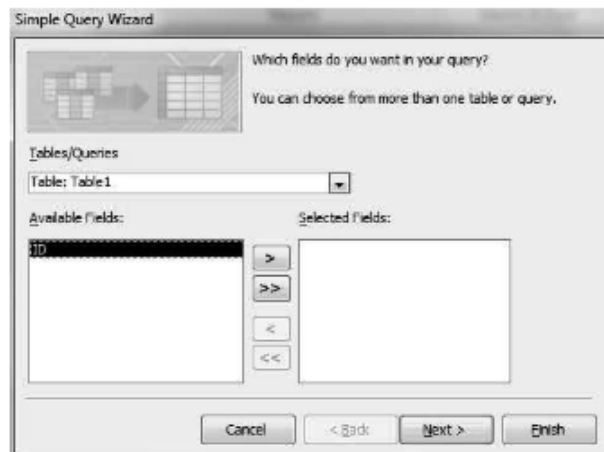 Simple Query Wizard
Which fields do you want in your query?
You can choose from more than one table or query.
Tables/Queries
Table: Table1
Available Fields:
Selected Fields:
ID
>
>>
<
<<
Cancel
< Back
Next >
Finish